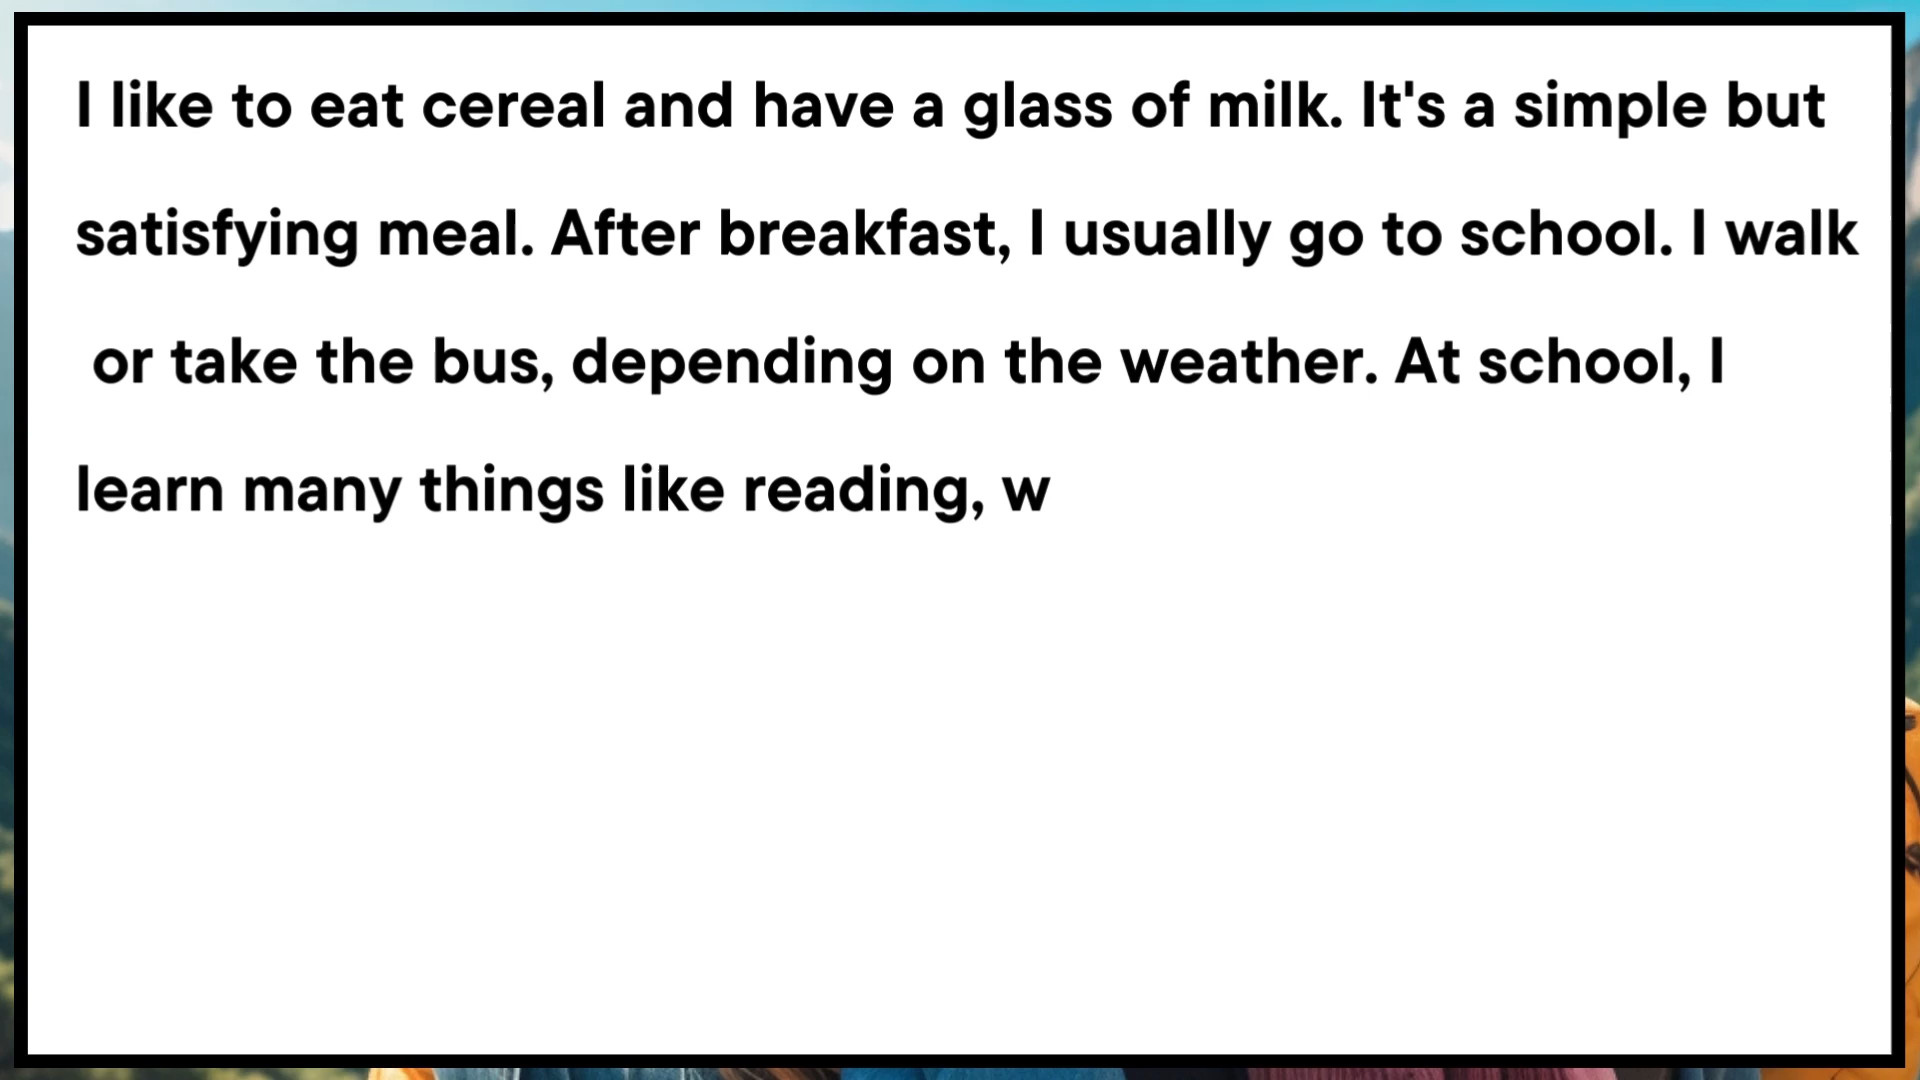 I like to eat cereal and have a glass of milk. It's a simple but
satisfying meal. After breakfast, I usually go to school. I walk
or take the bus, depending on the weather. At school, I
learn many things like reading, w